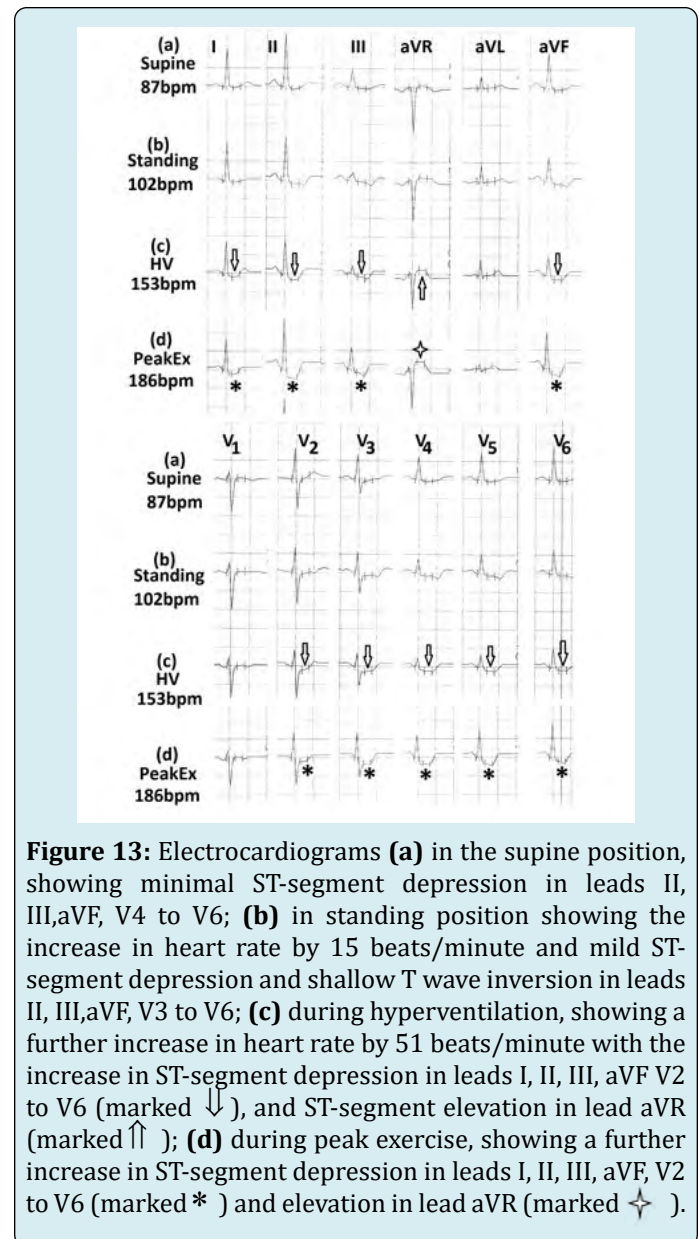 (a) I II III aVR aVL aVF
Supine
87bpm
(b)
Standing
102bpm
(c)
HV
153bpm
(d)
PeakEx
186bpm
* * * *
V1 V2 V3 V4 V5 V6
(a)
Supine
87bpm
(b)
Standing
102bpm
(c)
HV
153bpm
(d)
PeakEx
186bpm
* * * * *
Figure 13: Electrocardiograms (a) in the supine position,
showing minimal ST-segment depression in leads II,
III,aVF, V4 to V6; (b) in standing position showing the
increase in heart rate by 15 beats/minute and mild ST-
segment depression and shallow T wave inversion in leads
II, III,aVF, V3 to V6; (c) during hyperventilation, showing a
further increase in heart rate by 51 beats/minute with the
increase in ST-segment depression in leads I, II, III, aVF V2
to V6 (marked ⇓), and ST-segment elevation in lead aVR
(marked ⇑ ); (d) during peak exercise, showing a further
increase in ST-segment depression in leads I, II, III, aVF, V2
to V6 (marked * ) and elevation in lead aVR (marked ✧ ).